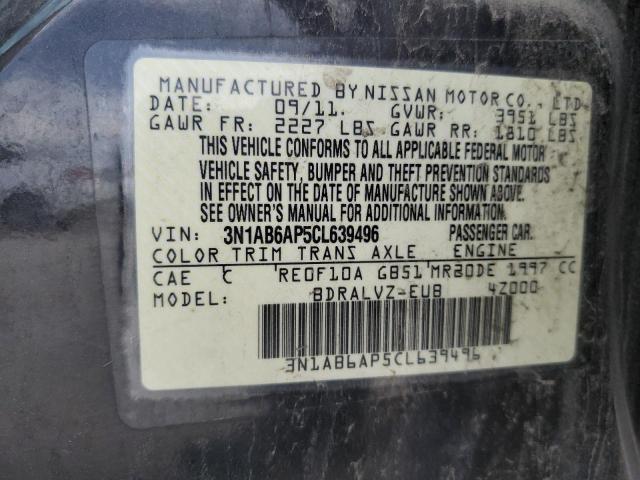 MANUFACTURED BY NISSAN MOTOR CO., LTD.
DATE: 09/11. GVWR: 3951 LBS
GAWR FR: 2227 LBS GAWR RR: 1810 LBS
THIS VEHICLE CONFORMS TO ALL APPLICABLE FEDERAL MOTOR
VEHICLE SAFETY, BUMPER AND THEFT PREVENTION STANDARDS
IN EFFECT ON THE DATE OF MANUFACTURE SHOWN ABOVE.
SEE OWNER'S MANUAL FOR ADDITIONAL INFORMATION.
VIN: 3N1AB6AP5CL639496 PASSENGER CAR.
COLOR TRIM TRANS AXLE ENGINE
CAE C RE0F10A GB51 MR20DE 1997 CC
MODEL: BDRALVZ-EUB 4Z000
3N1AB6AP5CL639496